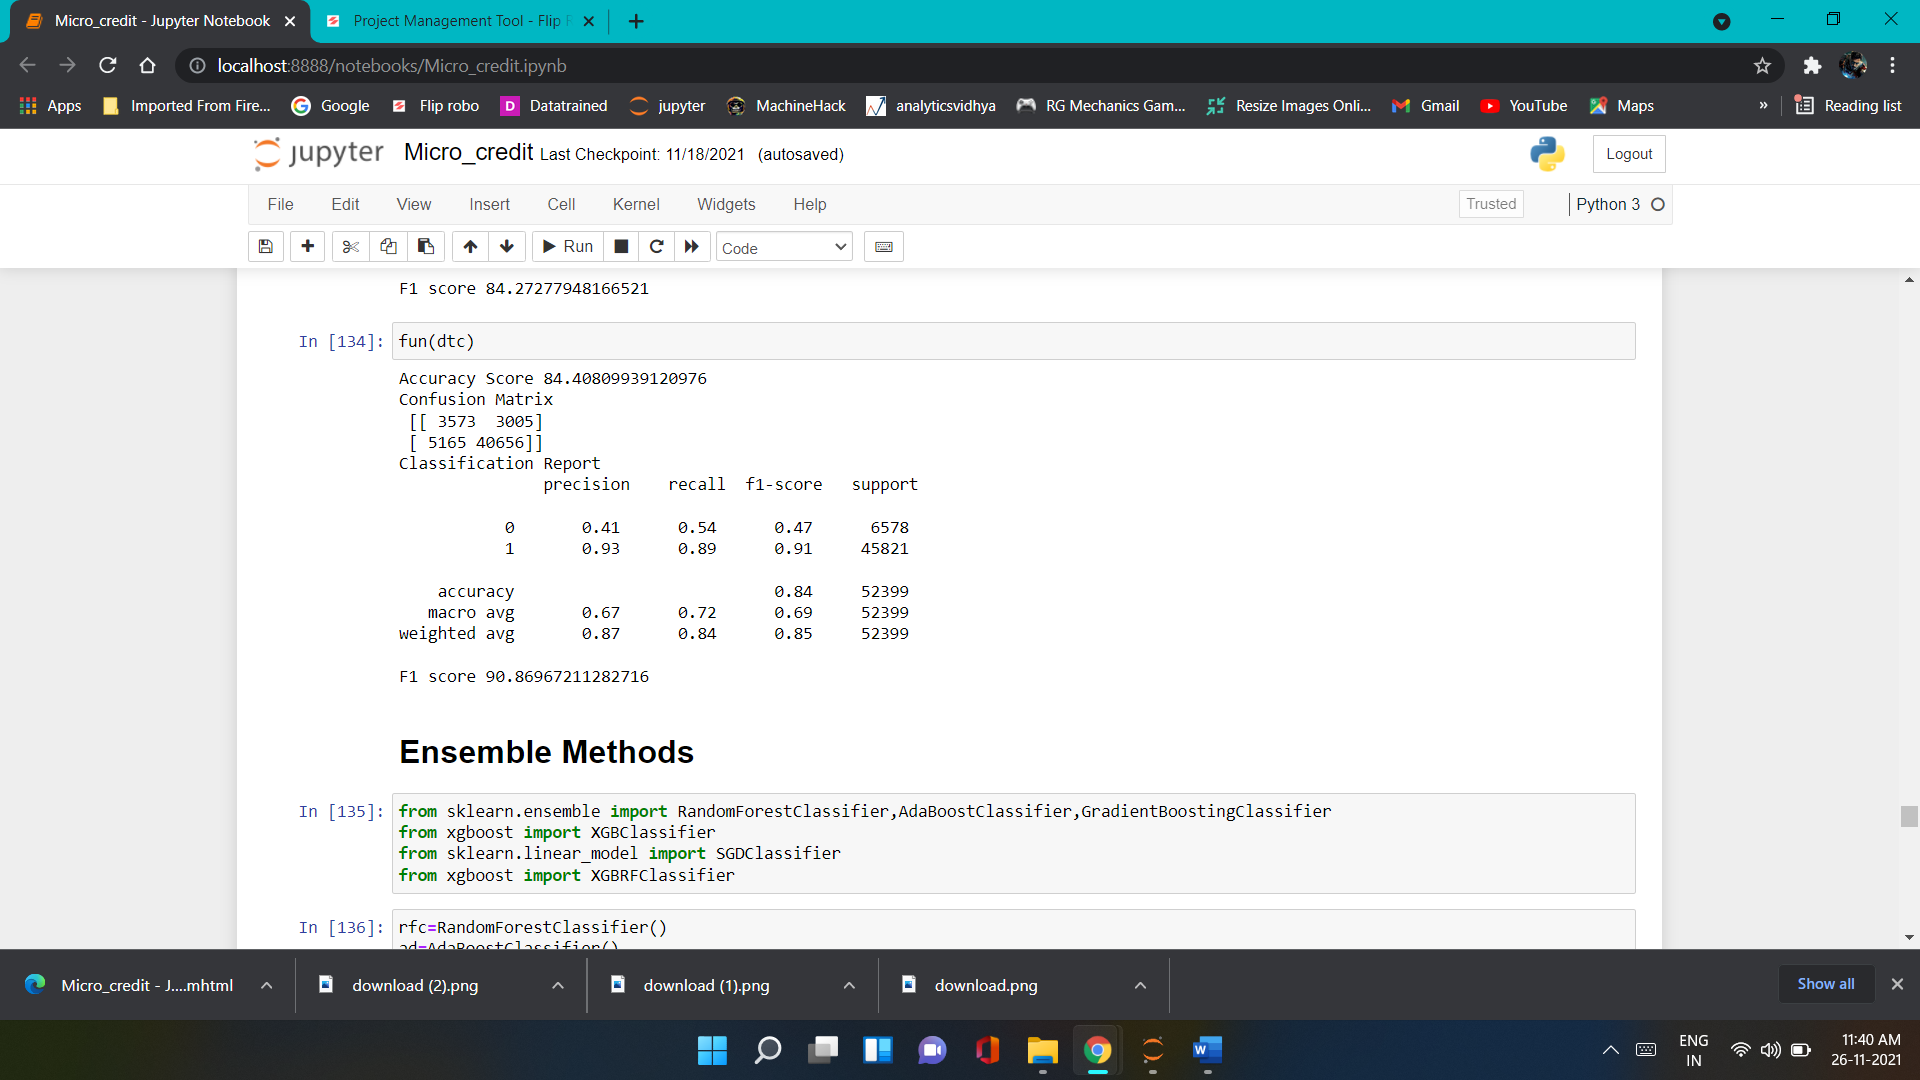 Micro_credit - Jupyter Notebook
Project Management Tool - Flip R
localhost:8888/notebooks/Micro_credit.ipynb
Apps
Imported From Fire...
Google
Flip robo
D
Datatrained
jupyter
MachineHack
analyticsvidhya
RG Mechanics Gam...
Resize Images Onli...
Gmail
YouTube
Maps
»
Reading list
jupyter
Micro_credit Last Checkpoint: 11/18/2021 (autosaved)
Logout
File Edit View Insert Cell Kernel Widgets Help
Trusted
Python 3
Run
Code
F1 score 84.27277948166521
In [134]: fun(dtc)
Accuracy Score 84.40809939120976
Confusion Matrix
[[ 3573  3005]
[ 5165 40656]]
Classification Report
precision recall f1-score support
0 0.41 0.54 0.47 6578
1 0.93 0.89 0.91 45821
accuracy 0.84 52399
macro avg 0.67 0.72 0.69 52399
weighted avg 0.87 0.84 0.85 52399
F1 score 90.86967211282716
Ensemble Methods
In [135]: from sklearn.ensemble import RandomForestClassifier,AdaBoostClassifier,GradientBoostingClassifier
from xgboost import XGBClassifier
from sklearn.linear_model import SGDClassifier
from xgboost import XGBRFClassifier
In [136]: rfc=RandomForestClassifier()
ad=AdaBoostClassifier()
Micro_credit - J....mhtml
download (2).png
download (1).png
download.png
Show all
W
ENG
IN
11:40 AM
26-11-2021